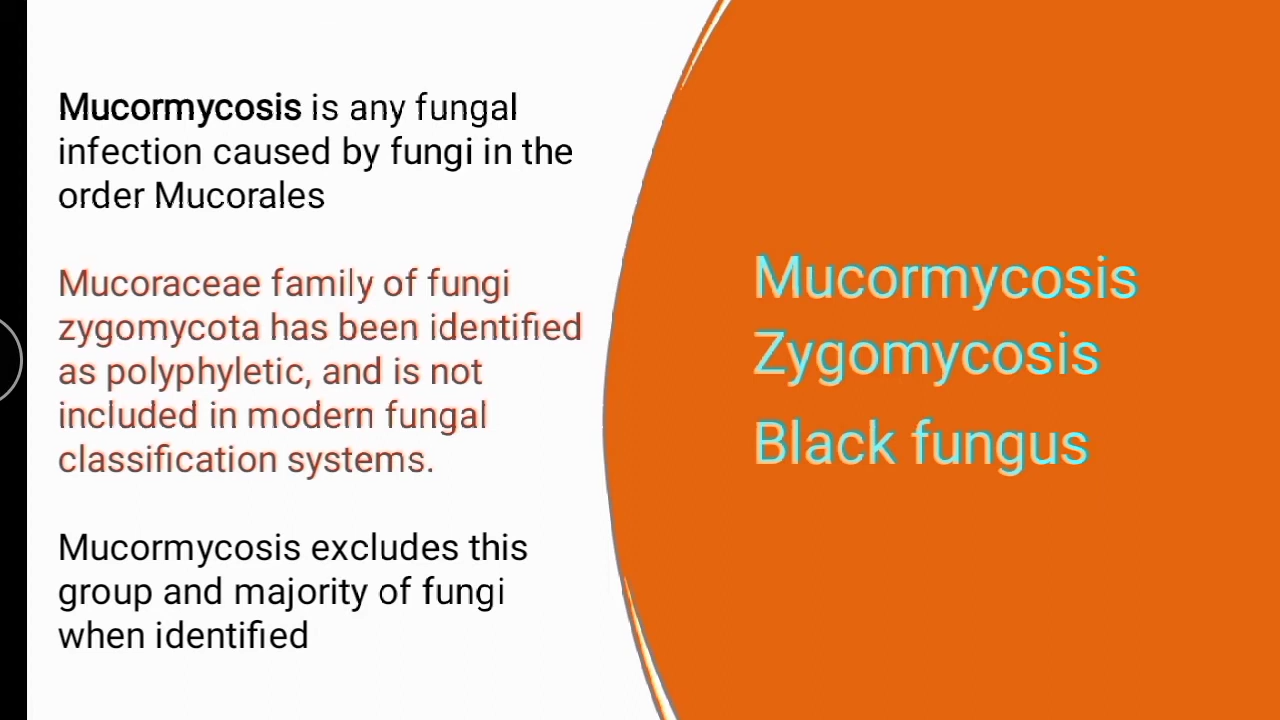 Mucormycosis is any fungal
infection caused by fungi in the
order Mucorales
Mucoraceae family of fungi
zygomycota has been identified
as polyphyletic, and is not
included in modern fungal
classification systems.
Mucormycosis excludes this
group and majority of fungi
when identified
Mucormycosis
Zygomycosis
Black fungus